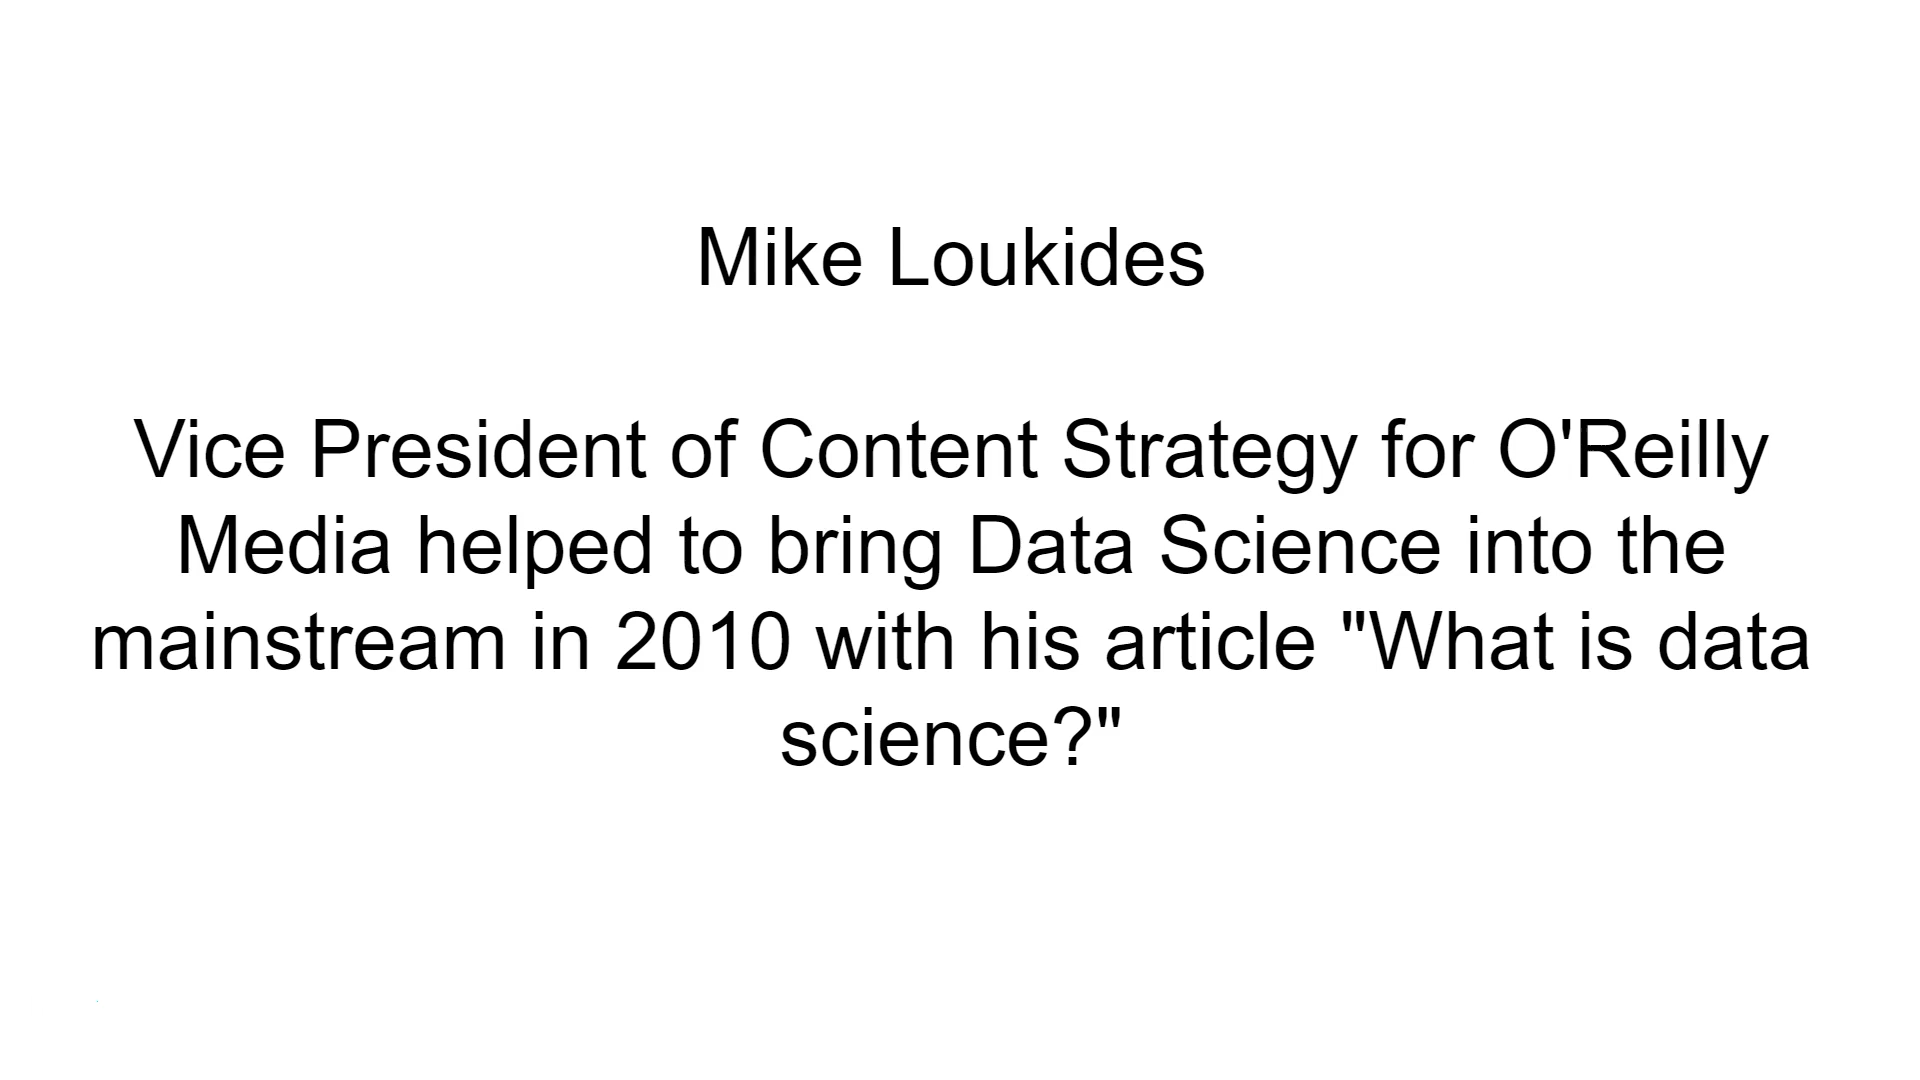 Mike Loukides
Vice President of Content Strategy for O'Reilly
Media helped to bring Data Science into the
mainstream in 2010 with his article "What is data
science?"